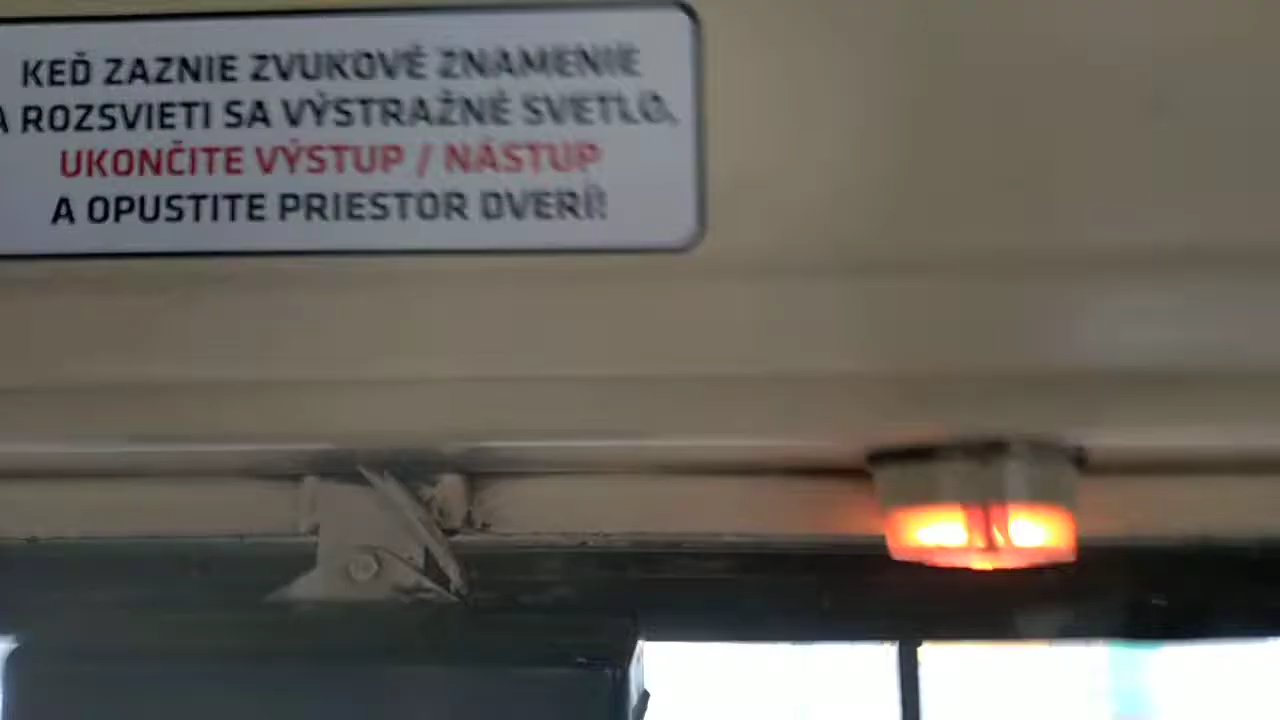 KEĎ ZAZNIE ZVUKOVÉ ZNAMENIE
A ROZSVIETI SA VÝSTRAŽNÉ SVETLO,
UKONČITE VÝSTUP / NÁSTUP
A OPUSTITE PRIESTOR DVERÍ!